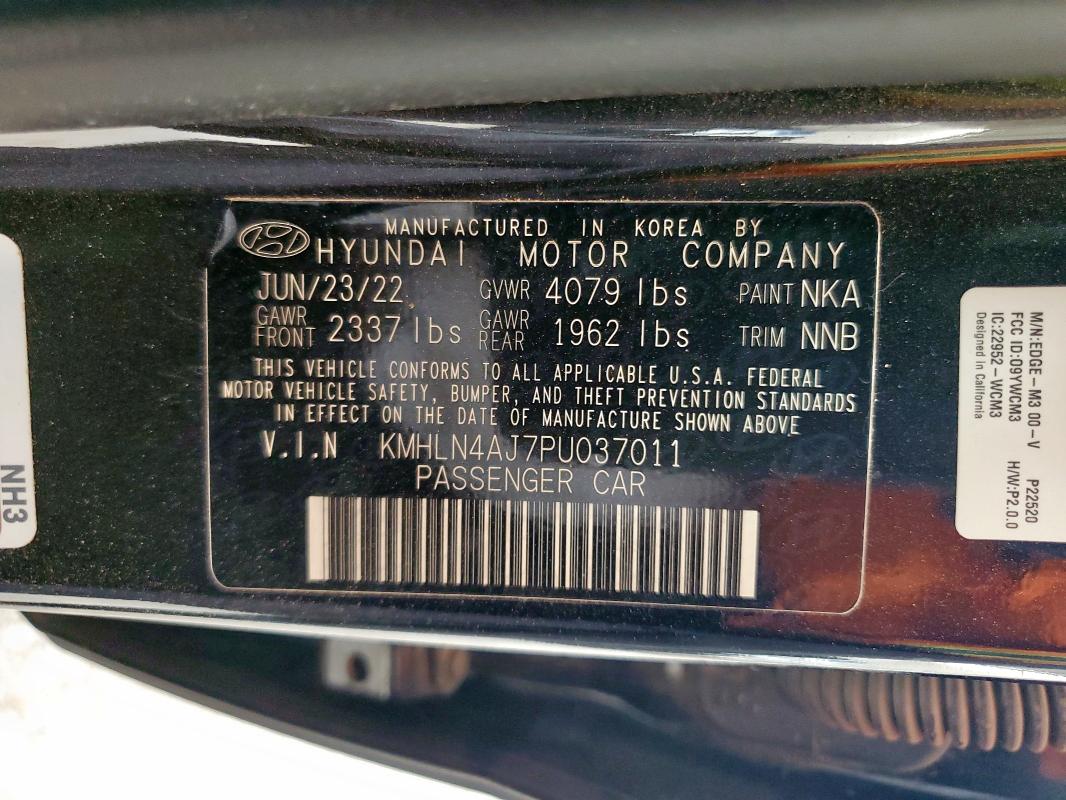 MANUFACTURED IN KOREA BY
HYUNDAI MOTOR COMPANY
JUN/23/22 GVWR 4079 lbs PAINT NKA
GAWR FRONT 2337 lbs GAWR REAR 1962 lbs TRIM NNB
THIS VEHICLE CONFORMS TO ALL APPLICABLE U.S.A. FEDERAL
MOTOR VEHICLE SAFETY, BUMPER, AND THEFT PREVENTION STANDARDS
IN EFFECT ON THE DATE OF MANUFACTURE SHOWN ABOVE
V.I.N KMHLN4AJ7PU037011
PASSENGER CAR
NH3
M/N:EDGE-M3 00-V P22520
FCC ID:O9YWCM3 H/W:P2.0.0
IC:22952-WCM3
Designed in California